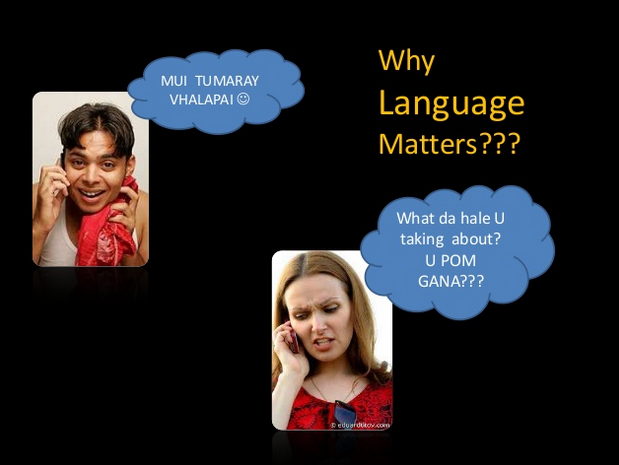 MUI TUMARAY
VHALAPAI ☺
Why
Language
Matters???
What da hale U
taking about?
U POM
GANA???
© eduardtitov.com